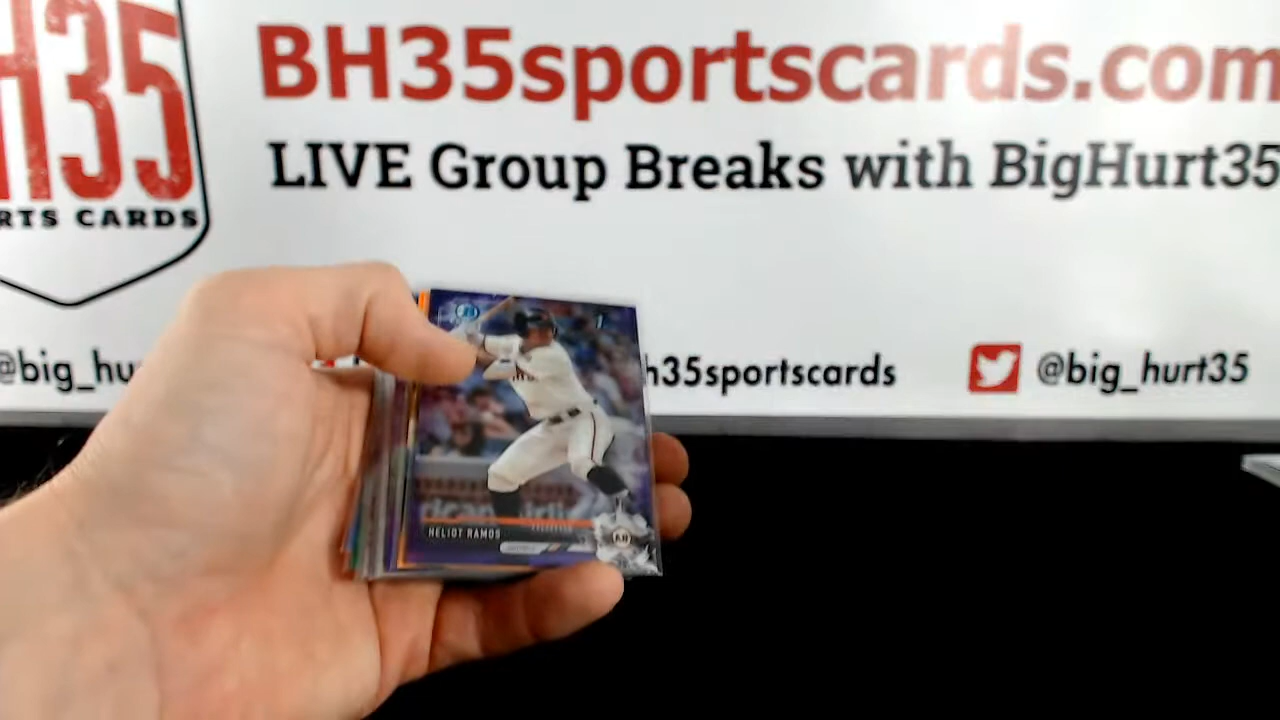 H35
RTS CARDS
BH35sportscards.com
LIVE Group Breaks with BigHurt35
@big_hu
h35sportscards
@big_hurt35
HELIOT RAMOS